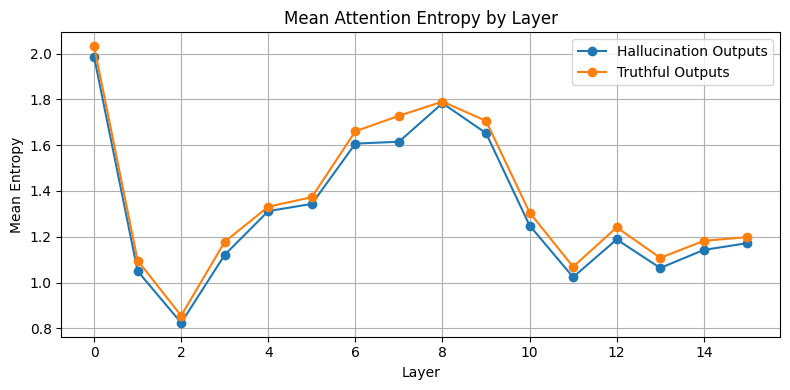 Mean Attention Entropy by Layer
Hallucination Outputs
Truthful Outputs
Mean Entropy
2.0
1.8
1.6
1.4
1.2
1.0
0.8
0 2 4 6 8 10 12 14
Layer